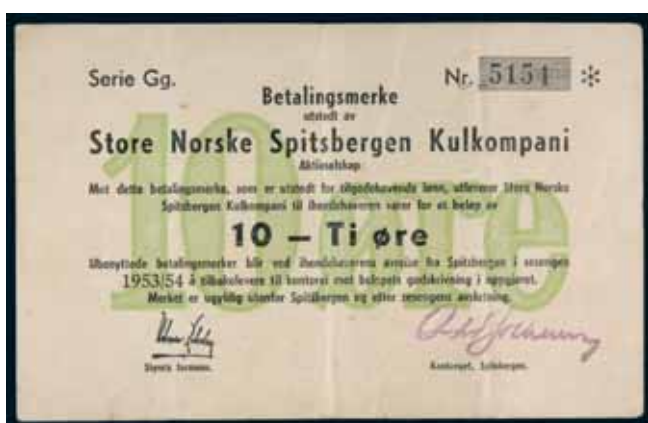 Serie Gg.
Nr. 5151 *
Betalingsmerke
utstedt av
Store Norske Spitsbergen Kulkompani
Aktieselskap
Met dette betalingsmerke, som er utstedt for tilgodehavende lønn, utleverer Store Norske
Spitsbergen Kulkompani til ihendehaveren varer for et beløp av
10 — Ti øre
10 øre
Ubenyttede betalingsmerker blir ved ihendehaverens avreise fra Spitsbergen i sesongen
1953/54 å tilbakelevere til kontoret mot beløpets godskrivning i oppgjøret.
Merket er ugyldig utenfor Spitsbergen og etter sesongens avslutning.
Styrets formann.
Kontoret, Spitsbergen.